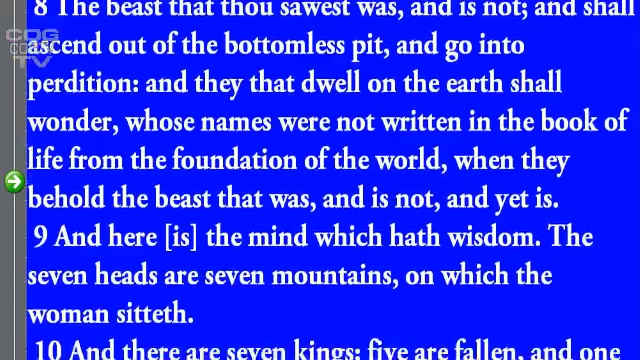 8 The beast that thou sawest was, and is not; and shall
ascend out of the bottomless pit, and go into
perdition: and they that dwell on the earth shall
wonder, whose names were not written in the book of
life from the foundation of the world, when they
behold the beast that was, and is not, and yet is.
9 And here [is] the mind which hath wisdom. The
seven heads are seven mountains, on which the
woman sitteth.
10 And there are seven kings: five are fallen, and one
COG
TV